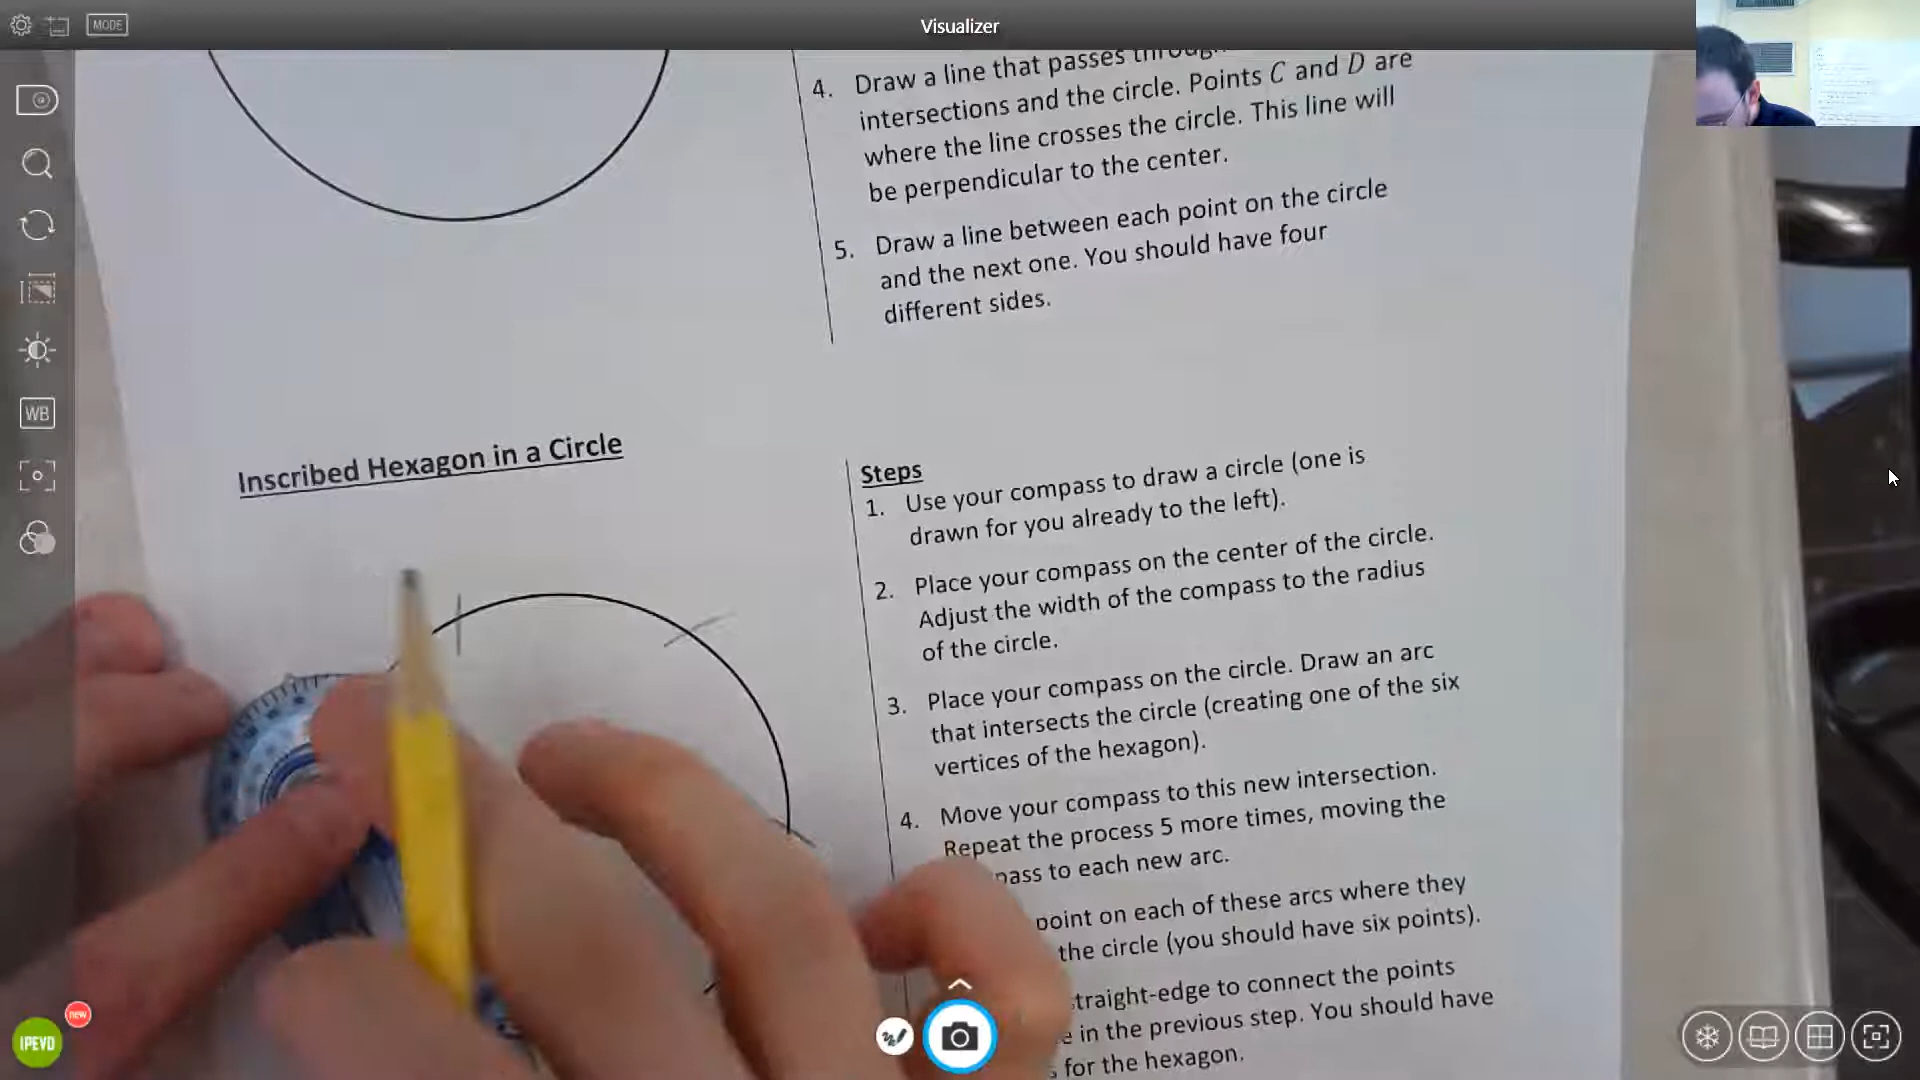 MODE
Visualizer
4. Draw a line that passes through
intersections and the circle. Points C and D are
where the line crosses the circle. This line will
be perpendicular to the center.
5. Draw a line between each point on the circle
and the next one. You should have four
different sides.
WB
Inscribed Hexagon in a Circle
Steps
1. Use your compass to draw a circle (one is
drawn for you already to the left).
2. Place your compass on the center of the circle.
Adjust the width of the compass to the radius
of the circle.
3. Place your compass on the circle. Draw an arc
that intersects the circle (creating one of the six
vertices of the hexagon).
4. Move your compass to this new intersection.
Repeat the process 5 more times, moving the
pass to each new arc.
point on each of these arcs where they
the circle (you should have six points).
traight-edge to connect the points
in the previous step. You should have
for the hexagon.
new
IPEVO